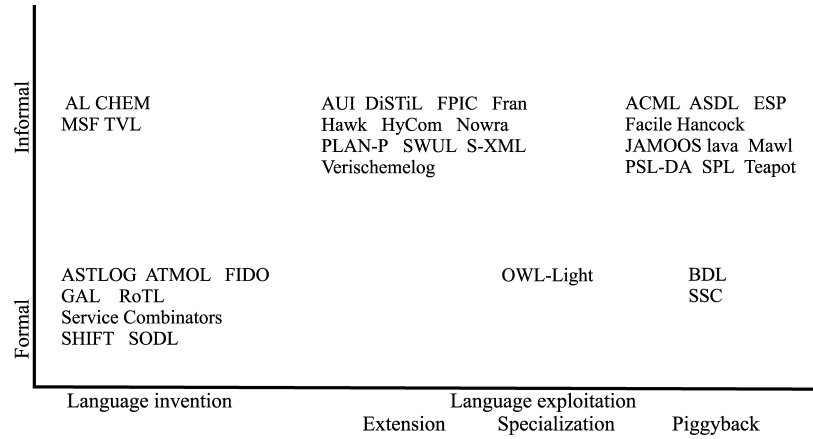 Informal
AL CHEM
MSF TVL
AUI DiSTiL FPIC Fran
Hawk HyCom Nowra
PLAN-P SWUL S-XML
Verischemelog
ACML ASDL ESP
Facile Hancock
JAMOOS lava Mawl
PSL-DA SPL Teapot
Formal
ASTLOG ATMOL FIDO
GAL RoTL
Service Combinators
SHIFT SODL
OWL-Light
BDL
SSC
Language invention
Language exploitation
Extension Specialization Piggyback